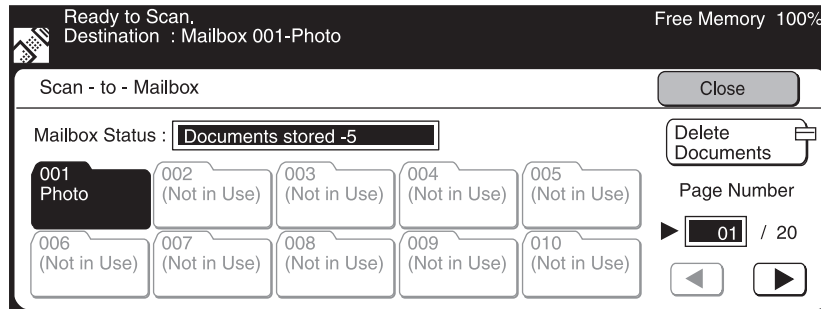 Ready to Scan.
Free Memory 100%
Destination : Mailbox 001-Photo
Scan - to - Mailbox
Close
Mailbox Status : Documents stored -5
Delete
Documents
001
Photo
002
(Not in Use)
003
(Not in Use)
004
(Not in Use)
005
(Not in Use)
Page Number
01 / 20
006
(Not in Use)
007
(Not in Use)
008
(Not in Use)
009
(Not in Use)
010
(Not in Use)